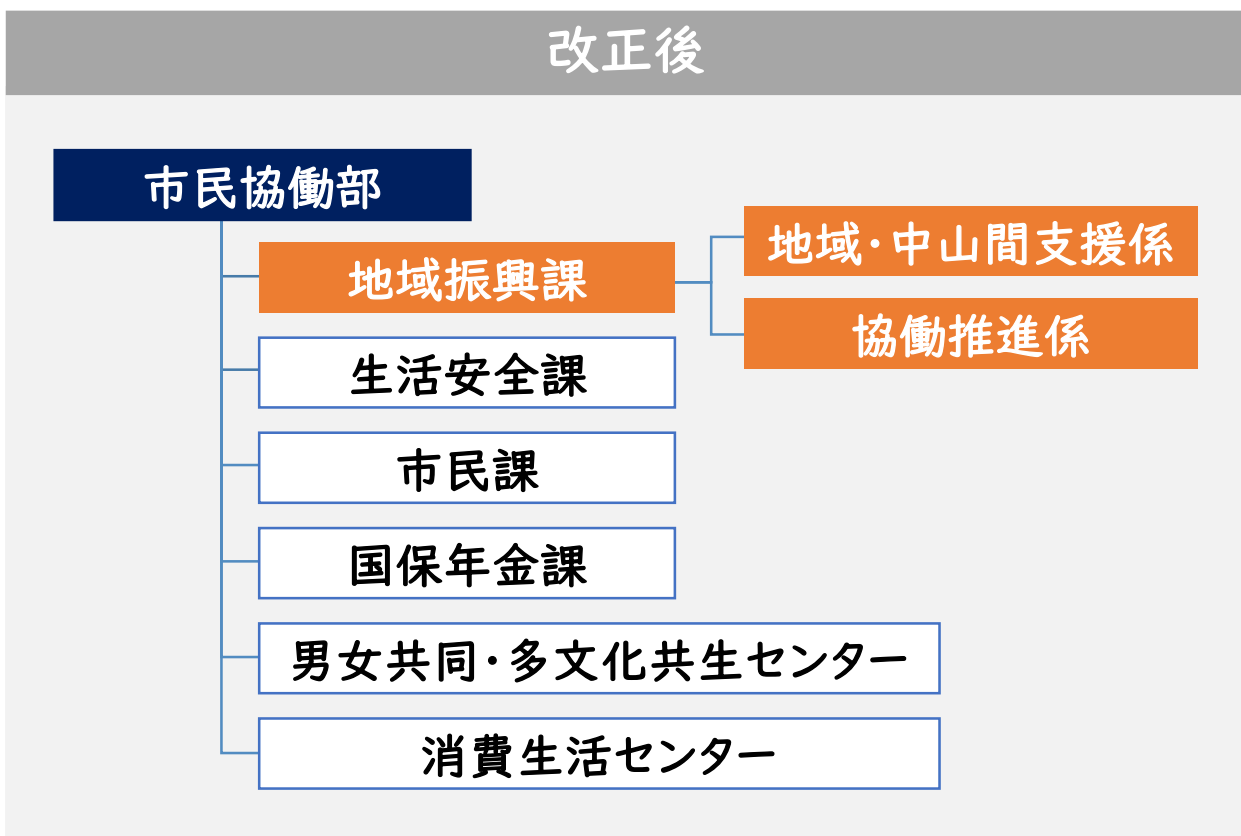 改正後
市民協働部
地域振興課
地域・中山間支援係
協働推進係
生活安全課
市民課
国保年金課
男女共同・多文化共生センター
消費生活センター